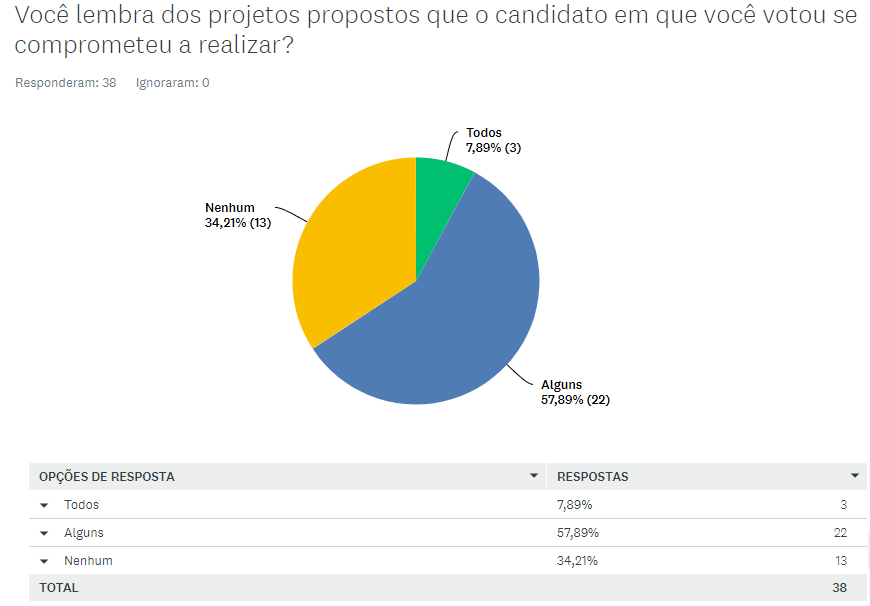 Você lembra dos projetos propostos que o candidato em que você votou se
comprometeu a realizar?
Responderam: 38 Ignoraram: 0
Todos
7,89% (3)
Nenhum
34,21% (13)
Alguns
57,89% (22)
OPÇÕES DE RESPOSTA RESPOSTAS
Todos 7,89% 3
Alguns 57,89% 22
Nenhum 34,21% 13
TOTAL 38